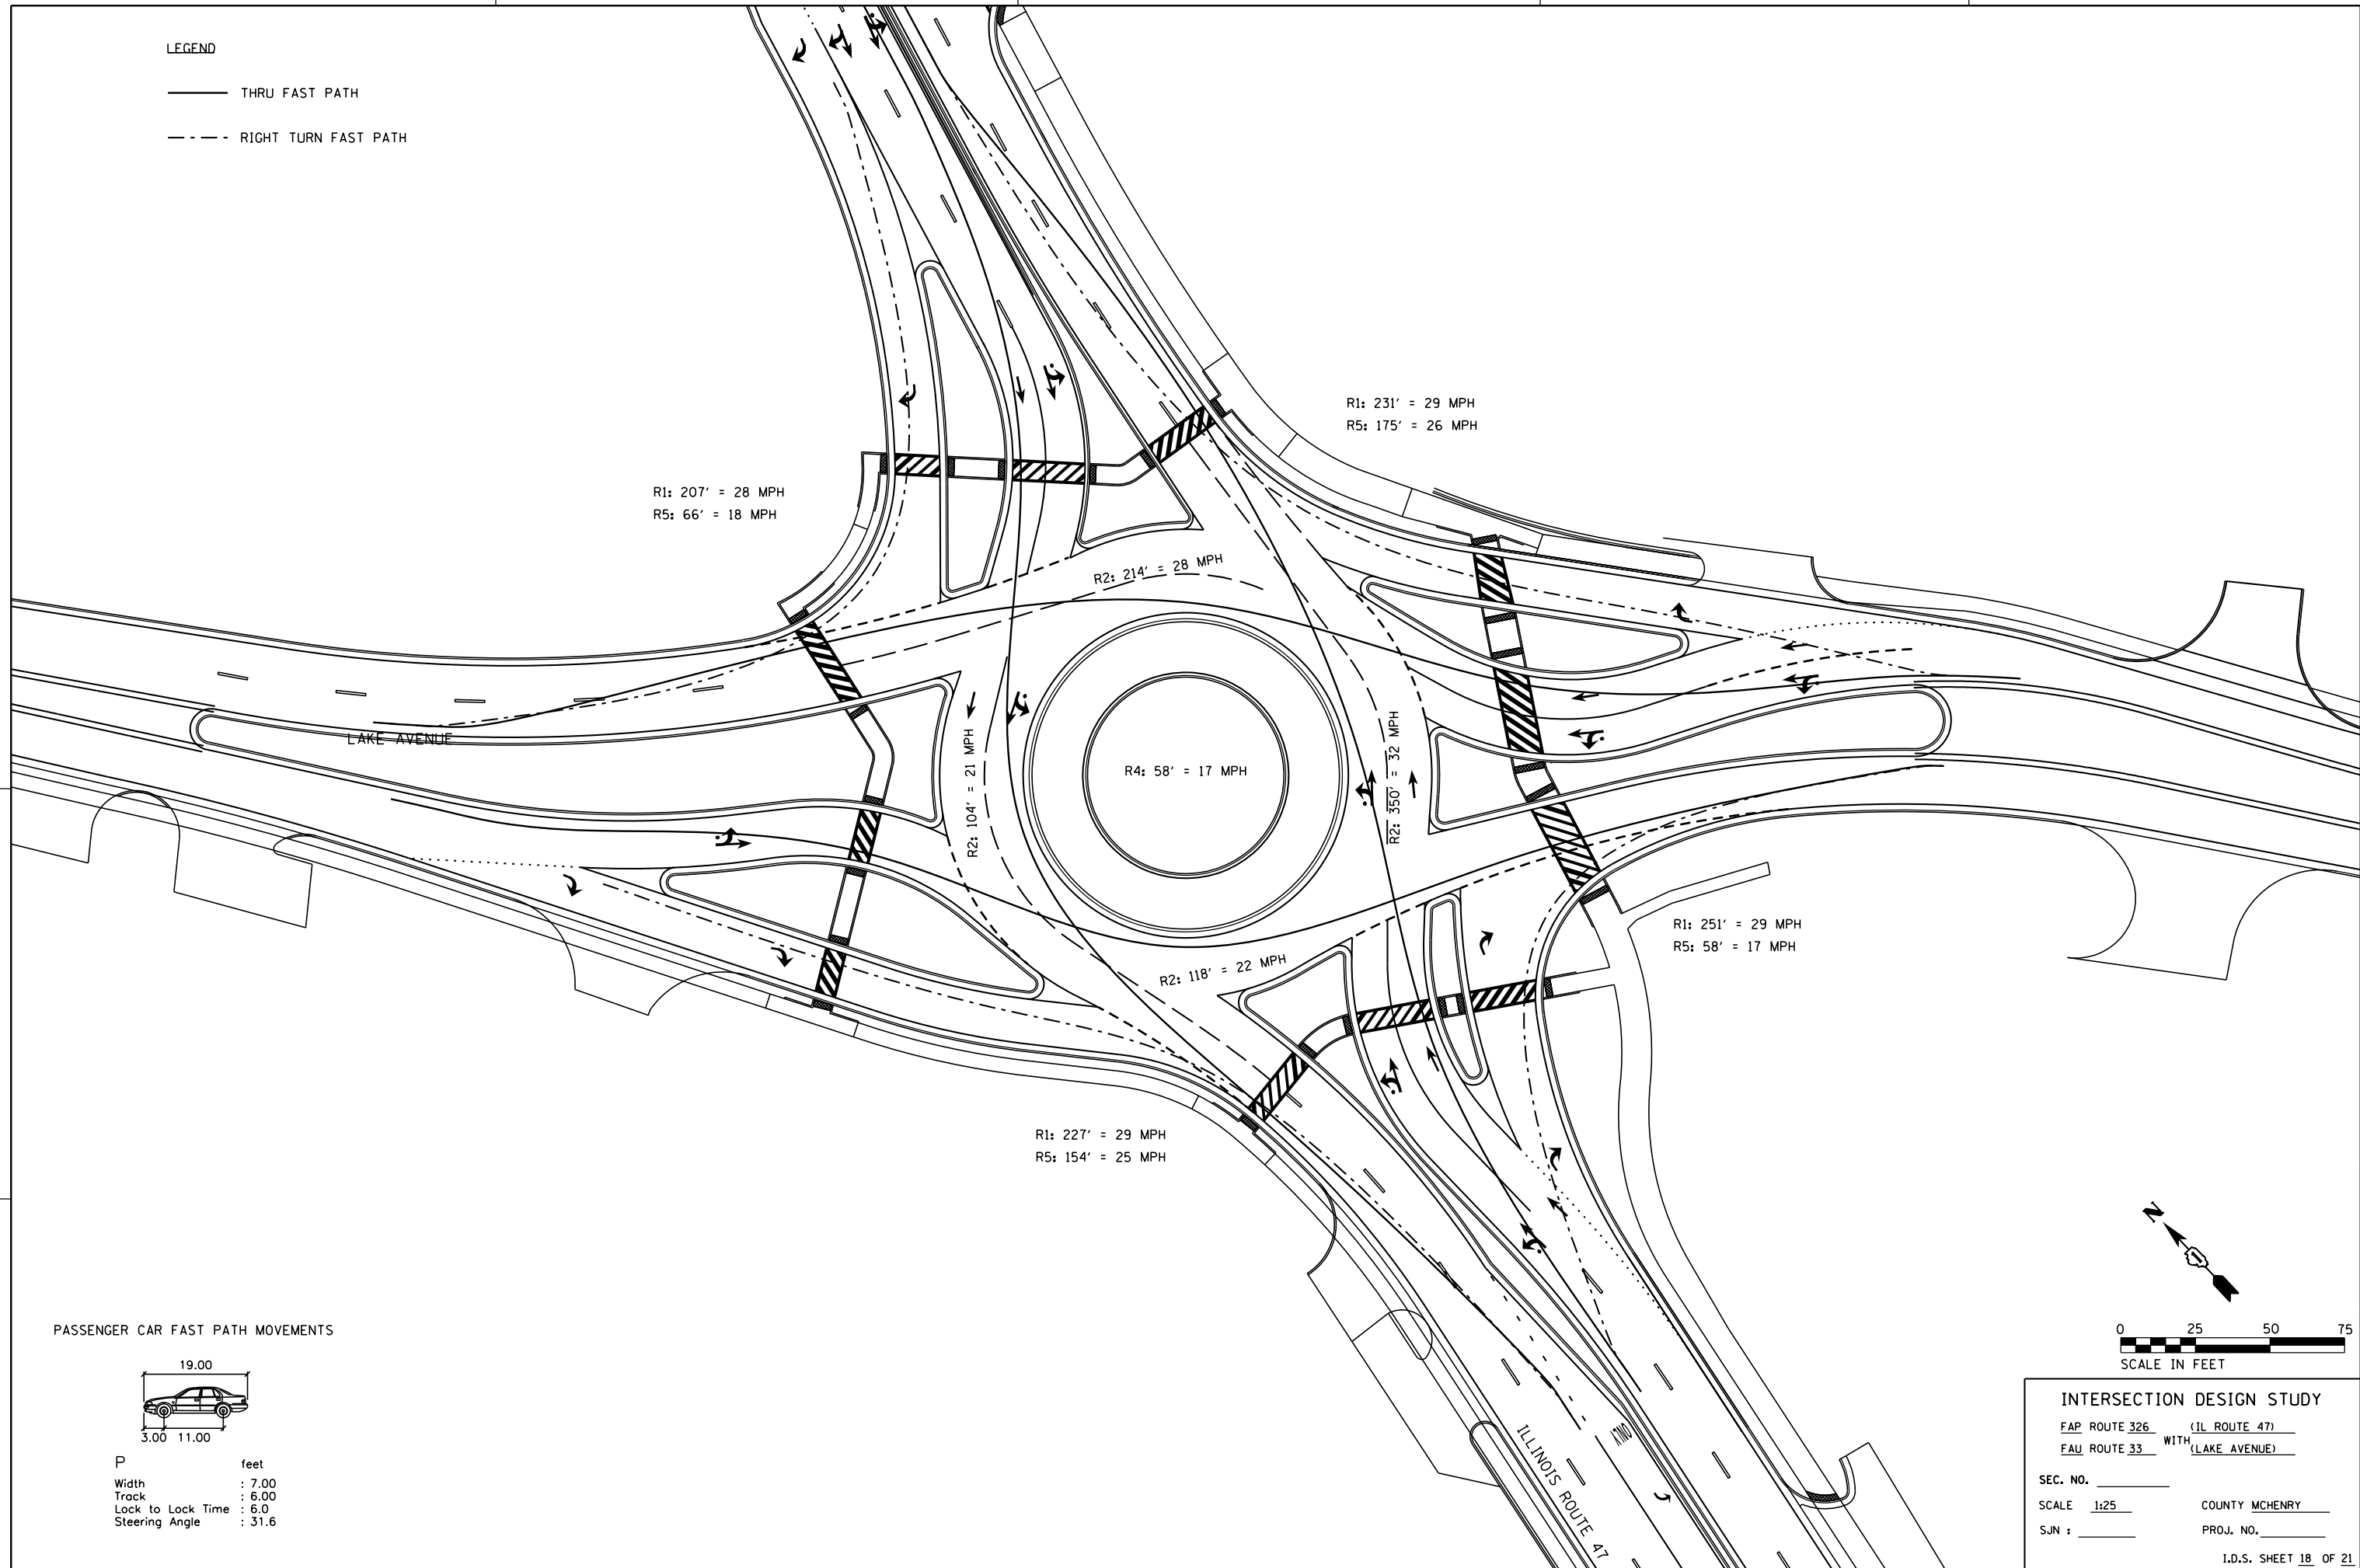 LEGEND
THRU FAST PATH
RIGHT TURN FAST PATH
R1: 231' = 29 MPH
R5: 175' = 26 MPH
R1: 207' = 28 MPH
R5: 66' = 18 MPH
R2: 214' = 28 MPH
LAKE AVENUE
R2: 104' = 21 MPH
R4: 58' = 17 MPH
R2: 350' = 32 MPH
R1: 251' = 29 MPH
R5: 58' = 17 MPH
R2: 118' = 22 MPH
R1: 227' = 29 MPH
R5: 154' = 25 MPH
N
0 25 50 75
SCALE IN FEET
PASSENGER CAR FAST PATH MOVEMENTS
19.00
3.00 11.00
P feet
Width : 7.00
Track : 6.00
Lock to Lock Time : 6.0
Steering Angle : 31.6
ONLY
ILLINOIS ROUTE 47
INTERSECTION DESIGN STUDY
FAP ROUTE 326 (IL ROUTE 47)
WITH
FAU ROUTE 33 (LAKE AVENUE)
SEC. NO.
SCALE 1:25 COUNTY MCHENRY
SJN : PROJ. NO.
I.D.S. SHEET 18 OF 21